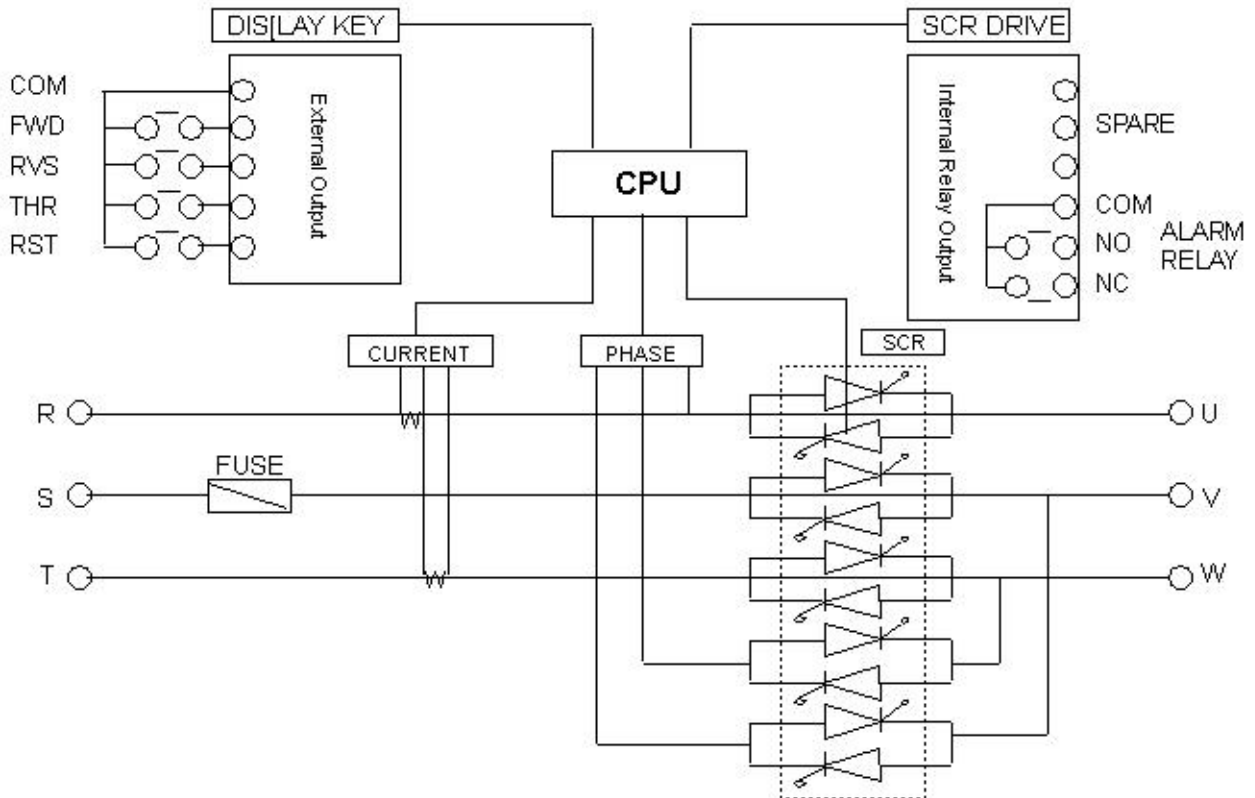 DIS[LAY KEY
SCR DRIVE
COM
FWD
RVS
THR
RST
External Output
CPU
Internal Relay Output
SPARE
COM
NO
NC
ALARM
RELAY
CURRENT
PHASE
SCR
R
U
FUSE
S
V
T
W